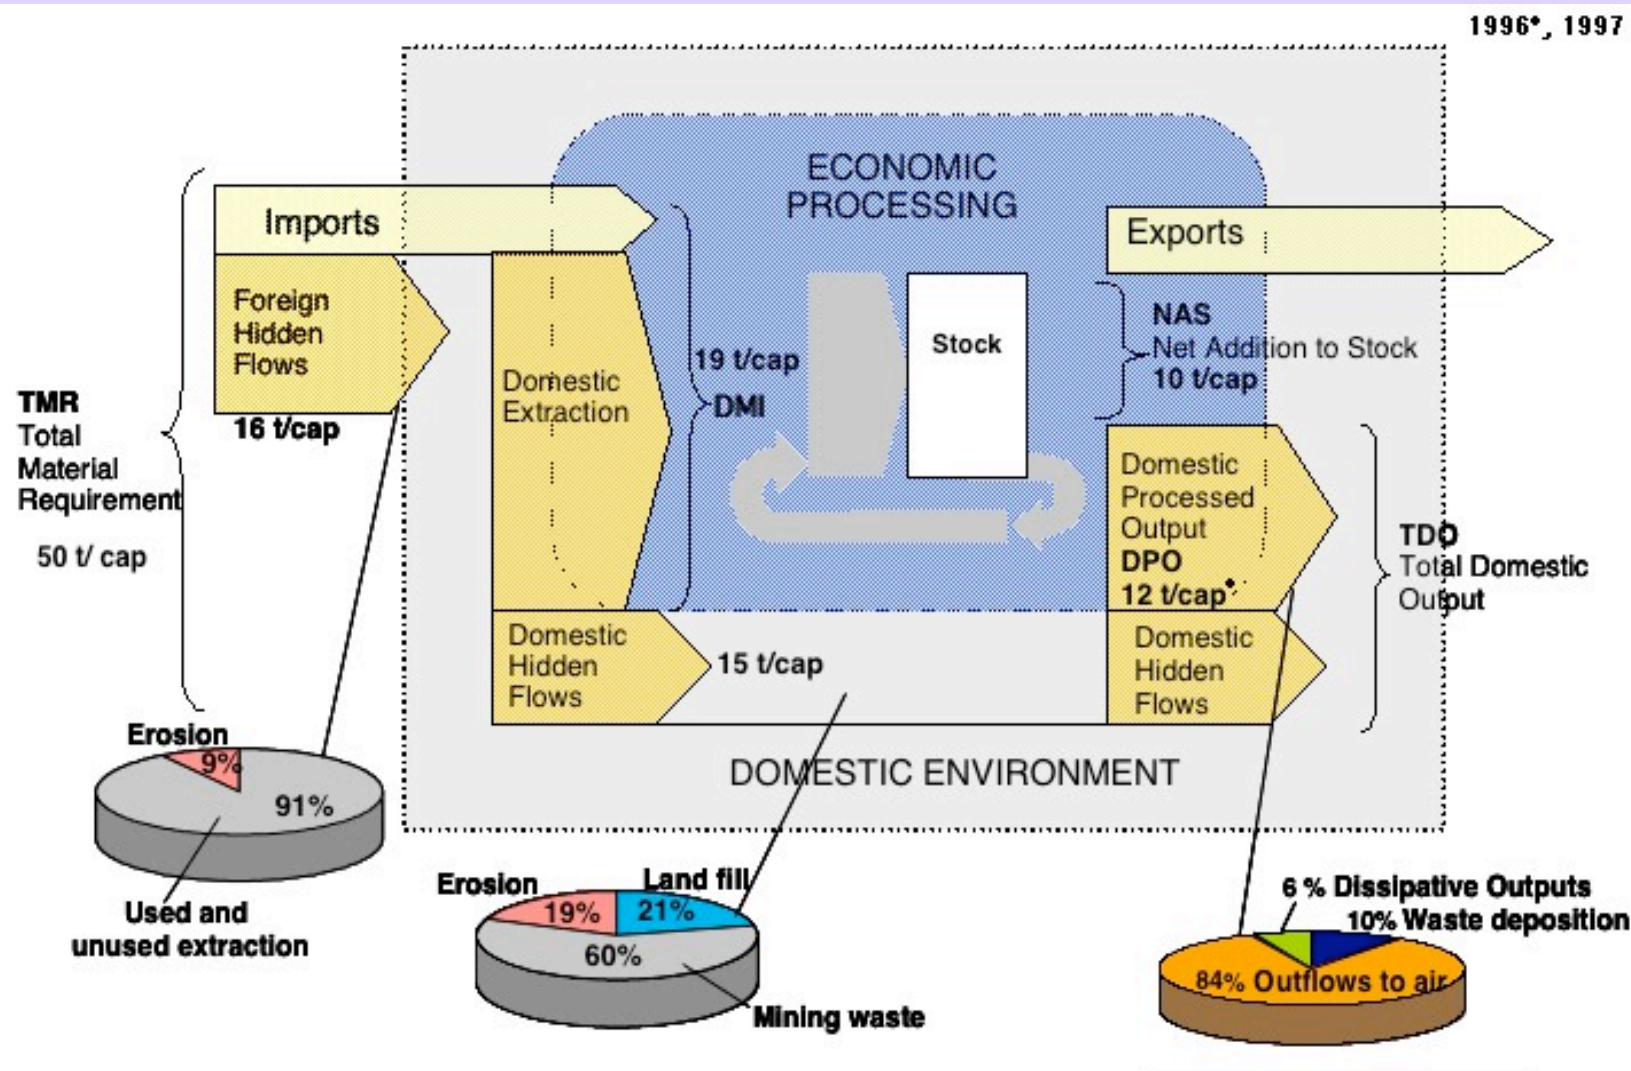 1996*, 1997
ECONOMIC
PROCESSING
Imports
Exports
Foreign
Hidden
Flows
16 t/cap
TMR
Total
Material
Requirement
50 t/ cap
Domestic
Extraction
19 t/cap
DMI
Stock
NAS
Net Addition to Stock
10 t/cap
Domestic
Processed
Output
DPO
12 t/cap*
TDO
Total Domestic
Output
Domestic
Hidden
Flows
15 t/cap
Domestic
Hidden
Flows
DOMESTIC ENVIRONMENT
Erosion
9%
91%
Used and
unused extraction
Erosion
Land fill
19%
21%
60%
Mining waste
6 % Dissipative Outputs
10% Waste deposition
84% Outflows to air